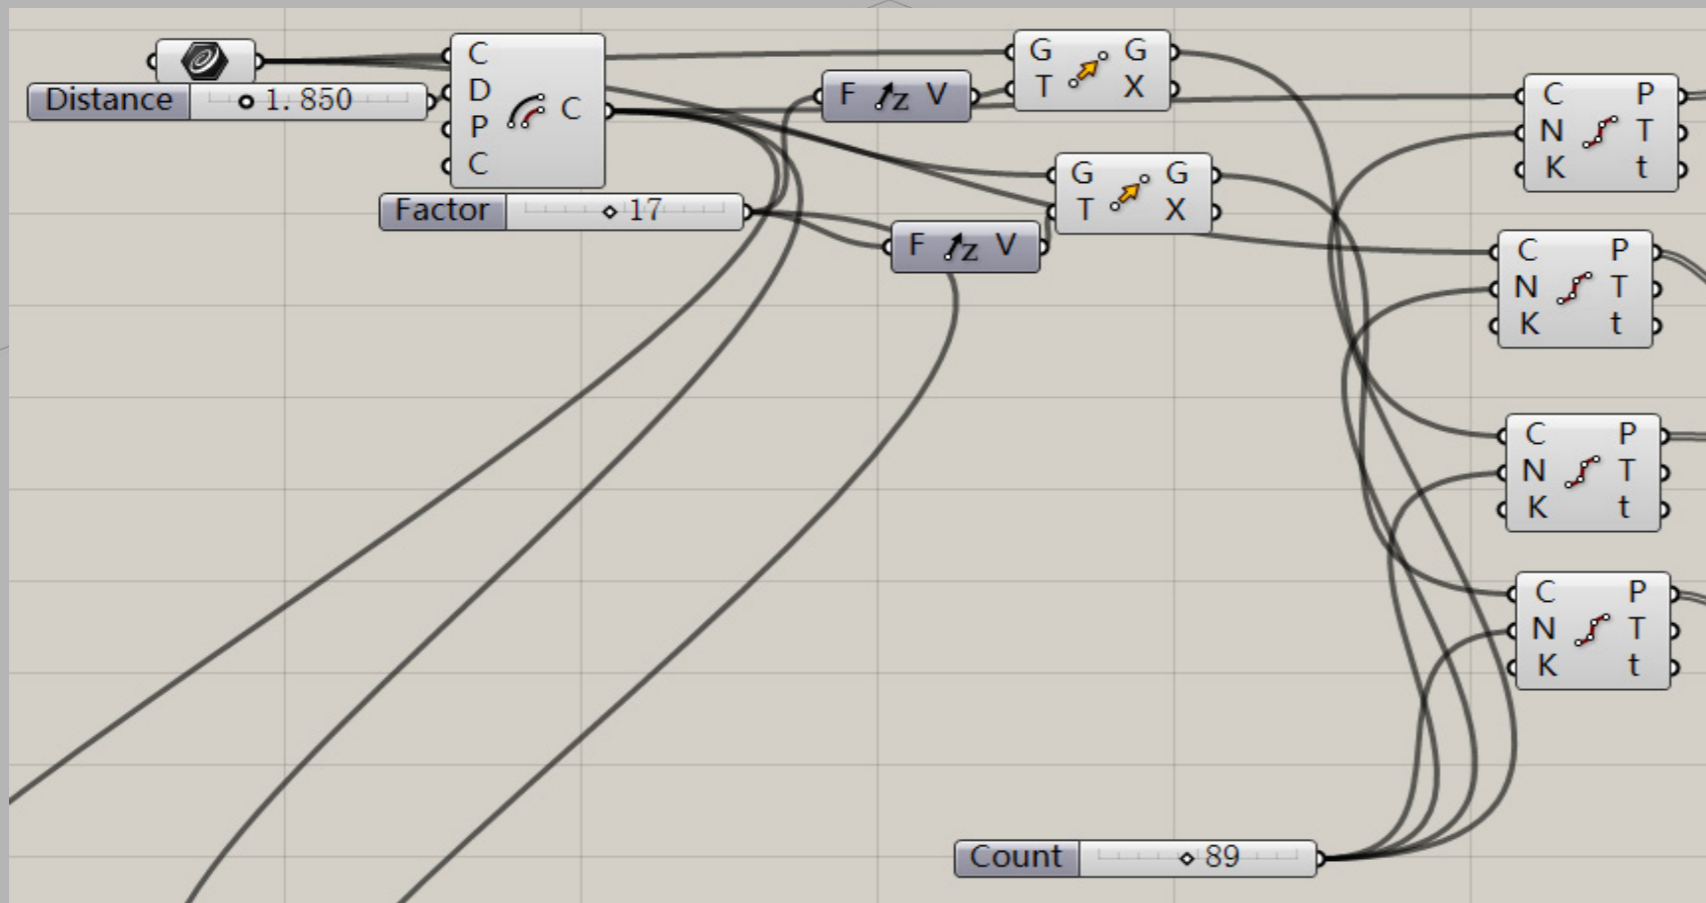 C
Distance 1.850 D C
P
C
Factor 17
F Z V
G G
T X
G G
T X
F Z V
C P
N T
K t
C P
N T
K t
C P
N T
K t
C P
N T
K t
Count 89